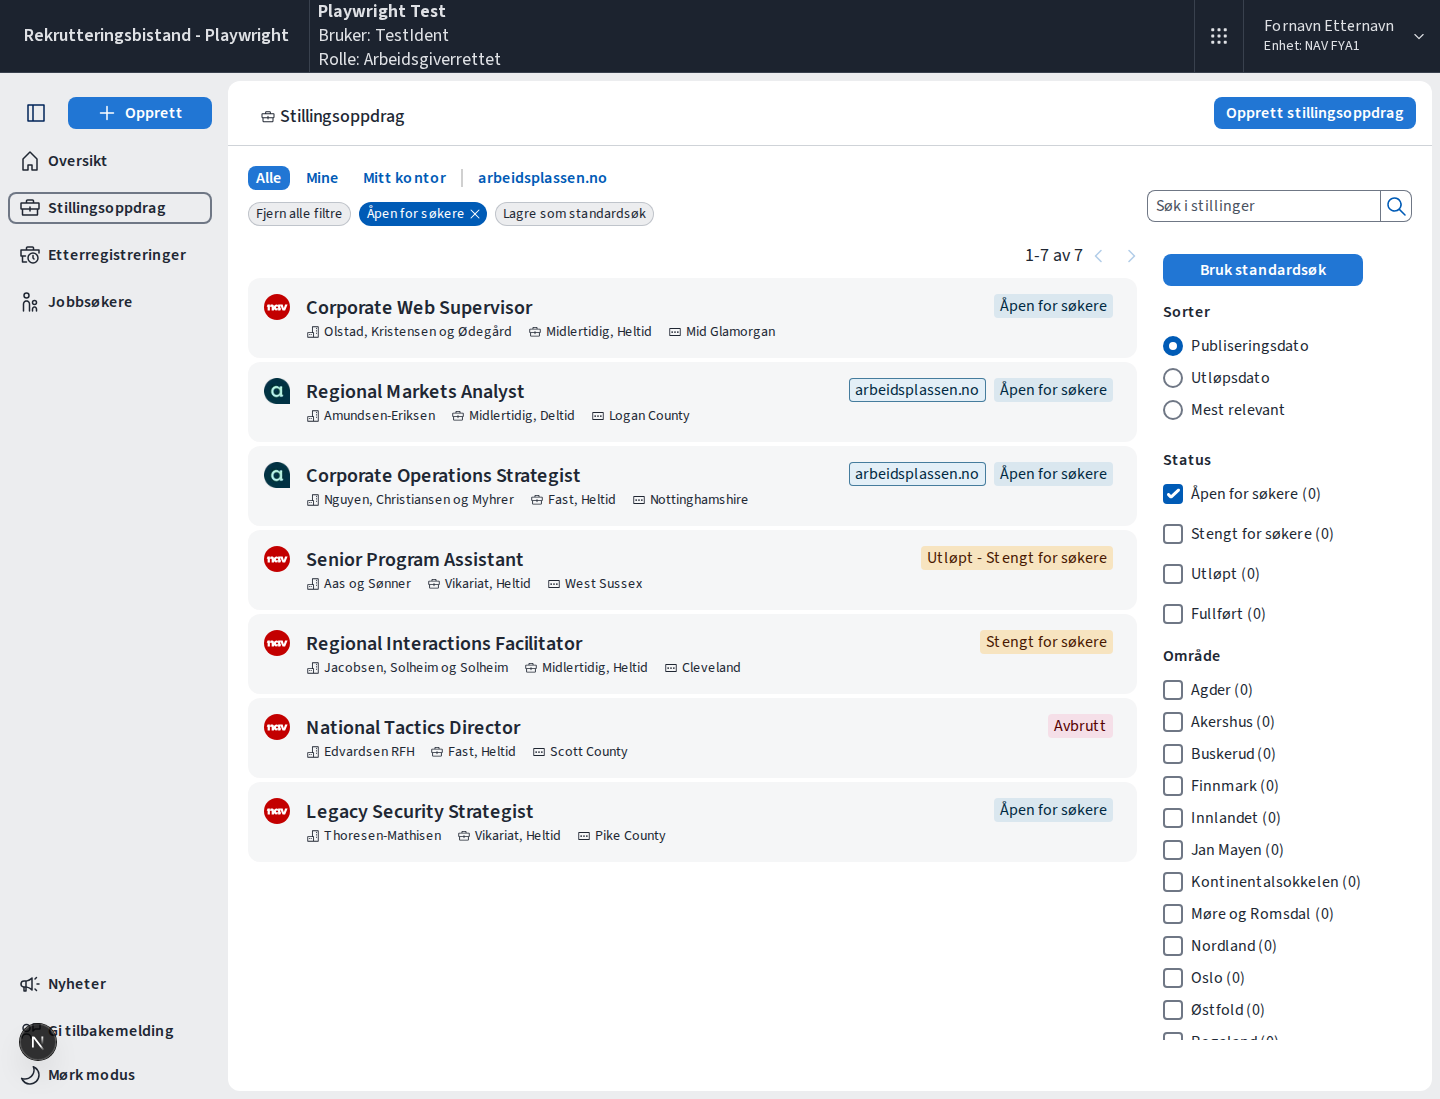 Rekrutteringsbistand - Playwright
Playwright Test
Bruker: TestIdent
Rolle: Arbeidsgiverrettet
Fornavn Etternavn
Enhet: NAV FYA1
Opprett
Oversikt
Stillingsoppdrag
Etterregistreringer
Jobbsøkere
Nyheter
Gi tilbakemelding
N
Mørk modus
Stillingsoppdrag
Opprett stillingsoppdrag
Alle
Mine
Mitt kontor
arbeidsplassen.no
Fjern alle filtre
Åpen for søkere
Lagre som standardsøk
Søk i stillinger
1-7 av 7
nav
Corporate Web Supervisor
Åpen for søkere
Olstad, Kristensen og Ødegård
Midlertidig, Heltid
Mid Glamorgan
a
Regional Markets Analyst
arbeidsplassen.no
Åpen for søkere
Amundsen-Eriksen
Midlertidig, Deltid
Logan County
a
Corporate Operations Strategist
arbeidsplassen.no
Åpen for søkere
Nguyen, Christiansen og Myhrer
Fast, Heltid
Nottinghamshire
nav
Senior Program Assistant
Utløpt - Stengt for søkere
Aas og Sønner
Vikariat, Heltid
West Sussex
nav
Regional Interactions Facilitator
Stengt for søkere
Jacobsen, Solheim og Solheim
Midlertidig, Heltid
Cleveland
nav
National Tactics Director
Avbrutt
Edvardsen RFH
Fast, Heltid
Scott County
nav
Legacy Security Strategist
Åpen for søkere
Thoresen-Mathisen
Vikariat, Heltid
Pike County
Bruk standardsøk
Sorter
Publiseringsdato
Utløpsdato
Mest relevant
Status
Åpen for søkere (0)
Stengt for søkere (0)
Utløpt (0)
Fullført (0)
Område
Agder (0)
Akershus (0)
Buskerud (0)
Finnmark (0)
Innlandet (0)
Jan Mayen (0)
Kontinentalsokkelen (0)
Møre og Romsdal (0)
Nordland (0)
Oslo (0)
Østfold (0)
Rogaland (0)